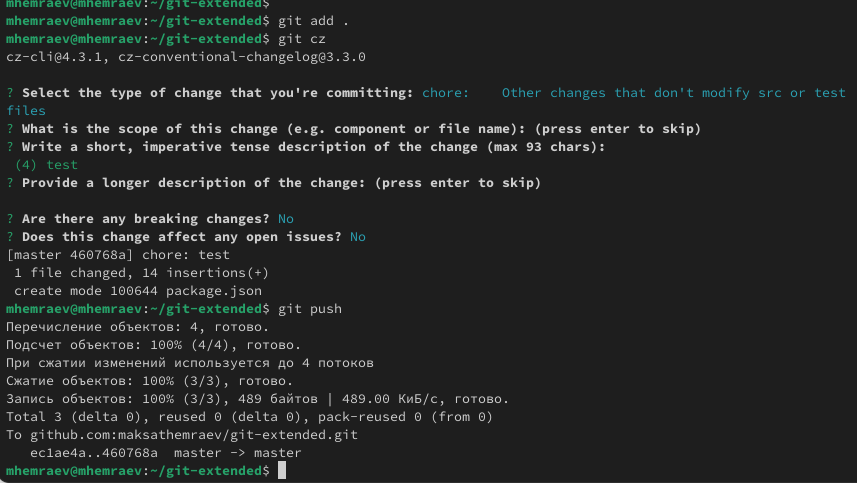 mhemraev@mhemraev:~/git-extended$
mhemraev@mhemraev:~/git-extended$ git add .
mhemraev@mhemraev:~/git-extended$ git cz
cz-cli@4.3.1, cz-conventional-changelog@3.3.0
? Select the type of change that you're committing: chore:    Other changes that don't modify src or test
files
? What is the scope of this change (e.g. component or file name): (press enter to skip)
? Write a short, imperative tense description of the change (max 93 chars):
(4) test
? Provide a longer description of the change: (press enter to skip)
? Are there any breaking changes? No
? Does this change affect any open issues? No
[master 460768a] chore: test
1 file changed, 14 insertions(+)
create mode 100644 package.json
mhemraev@mhemraev:~/git-extended$ git push
Перечисление объектов: 4, готово.
Подсчет объектов: 100% (4/4), готово.
При сжатии изменений используется до 4 потоков
Сжатие объектов: 100% (3/3), готово.
Запись объектов: 100% (3/3), 489 байтов | 489.00 КиБ/с, готово.
Total 3 (delta 0), reused 0 (delta 0), pack-reused 0 (from 0)
To github.com:maksathemraev/git-extended.git
ec1ae4a..460768a  master -> master
mhemraev@mhemraev:~/git-extended$